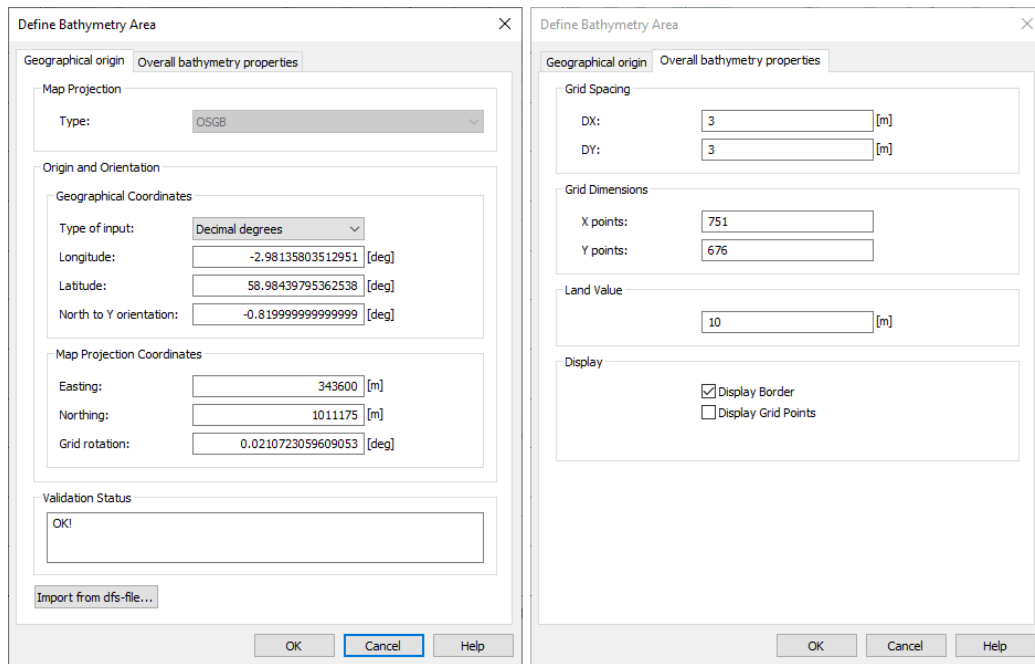 Define Bathymetry Area
Geographical origin
Overall bathymetry properties
Map Projection
Type: OSGB
Origin and Orientation
Geographical Coordinates
Type of input: Decimal degrees
Longitude: -2.98135803512951 [deg]
Latitude: 58.98439795362538 [deg]
North to Y orientation: -0.819999999999999 [deg]
Map Projection Coordinates
Easting: 343600 [m]
Northing: 1011175 [m]
Grid rotation: 0.0210723059609053 [deg]
Validation Status
OK!
Import from dfs-file...
OK Cancel Help
Define Bathymetry Area
Geographical origin
Overall bathymetry properties
Grid Spacing
DX: 3 [m]
DY: 3 [m]
Grid Dimensions
X points: 751
Y points: 676
Land Value
10 [m]
Display
Display Border
Display Grid Points
OK Cancel Help